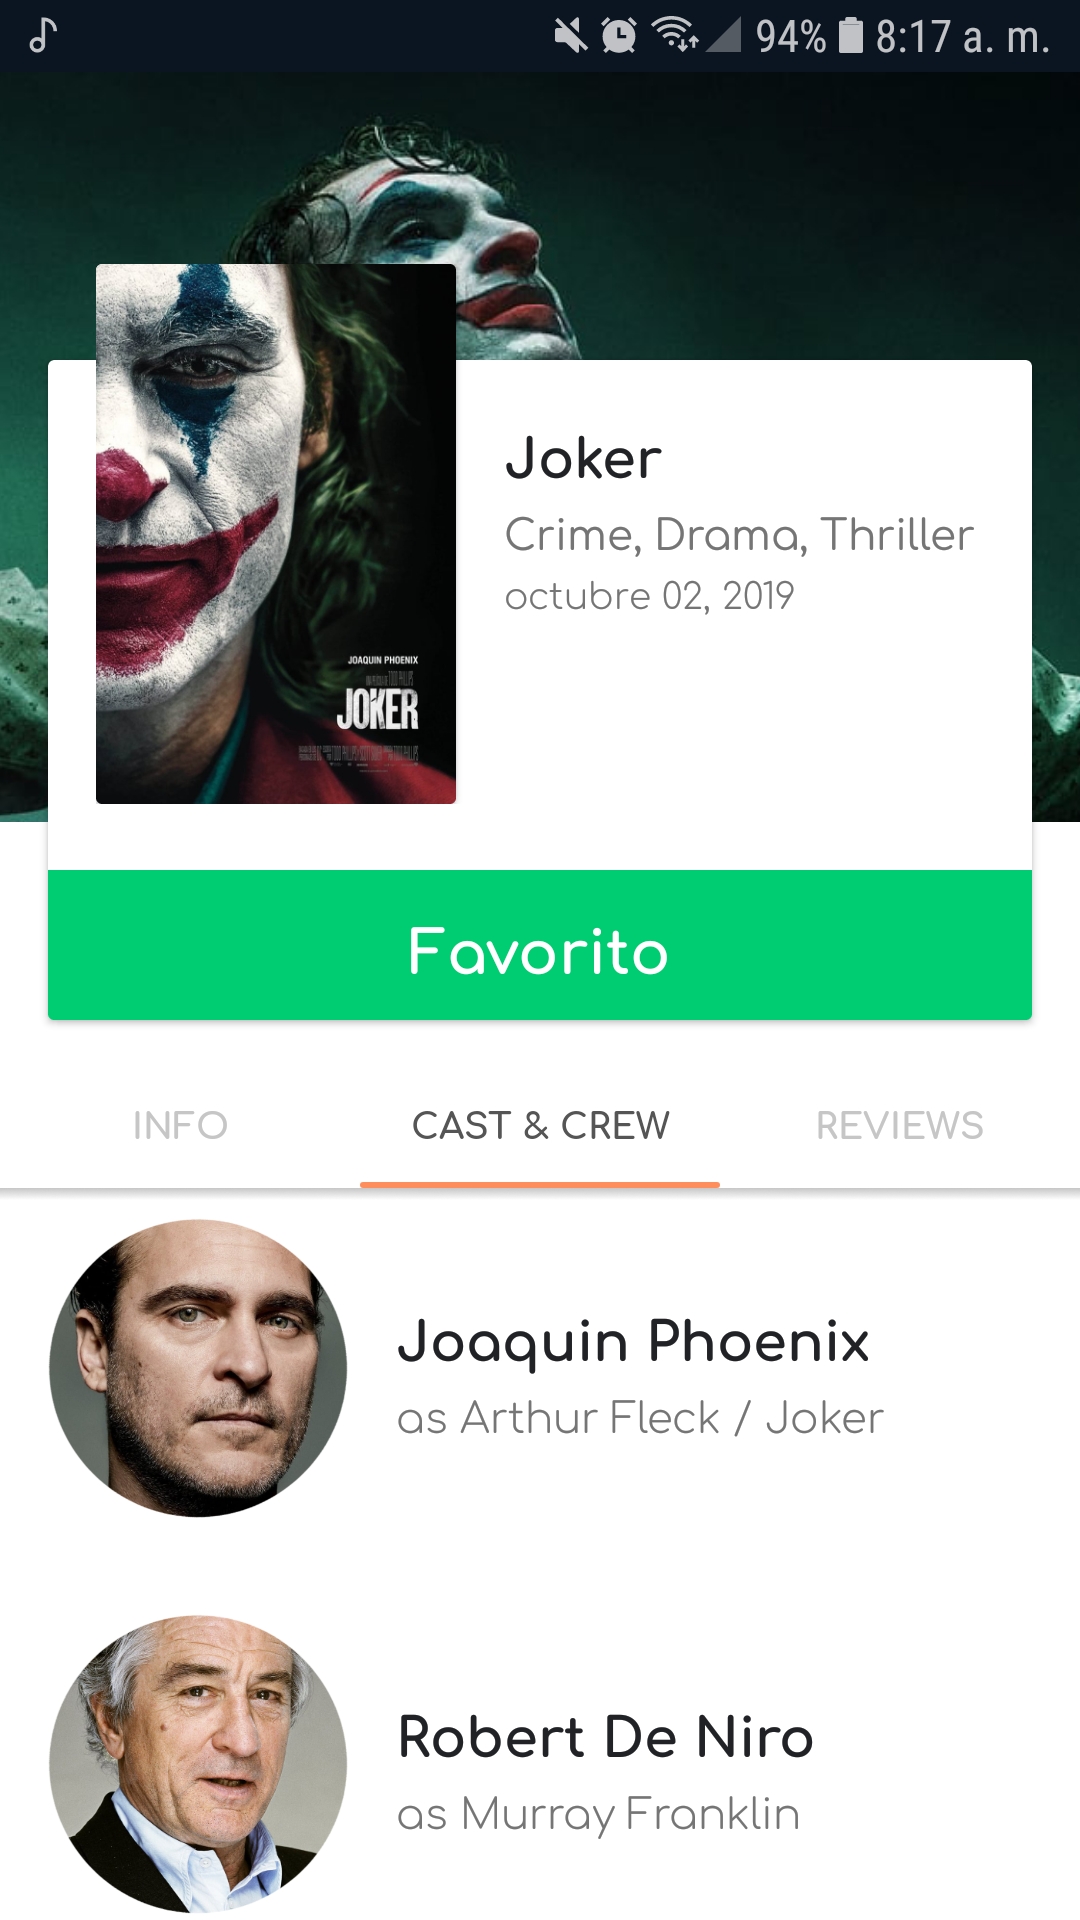 94% 8:17 a. m.
JOAQUIN PHOENIX
JOKER
Joker
Crime, Drama, Thriller
octubre 02, 2019
Favorito
INFO CAST & CREW REVIEWS
Joaquin Phoenix
as Arthur Fleck / Joker
Robert De Niro
as Murray Franklin